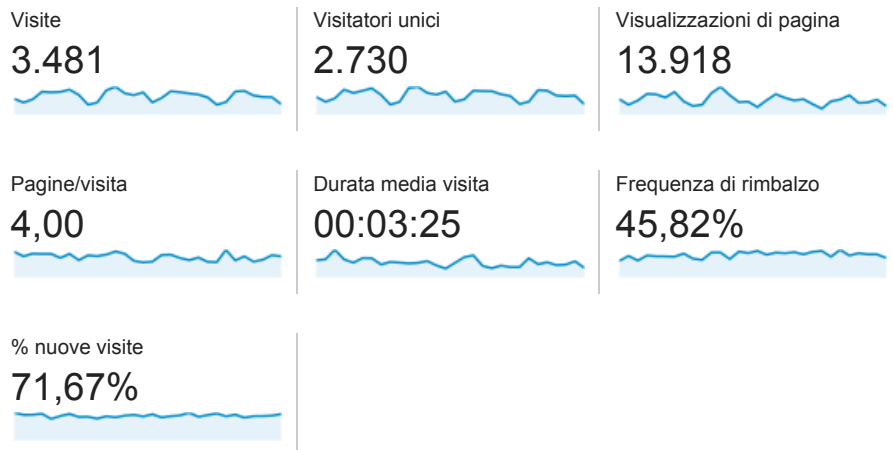 Visite
3.481
Visitatori unici
2.730
Visualizzazioni di pagina
13.918
Pagine/visita
4,00
Durata media visita
00:03:25
Frequenza di rimbalzo
45,82%
% nuove visite
71,67%